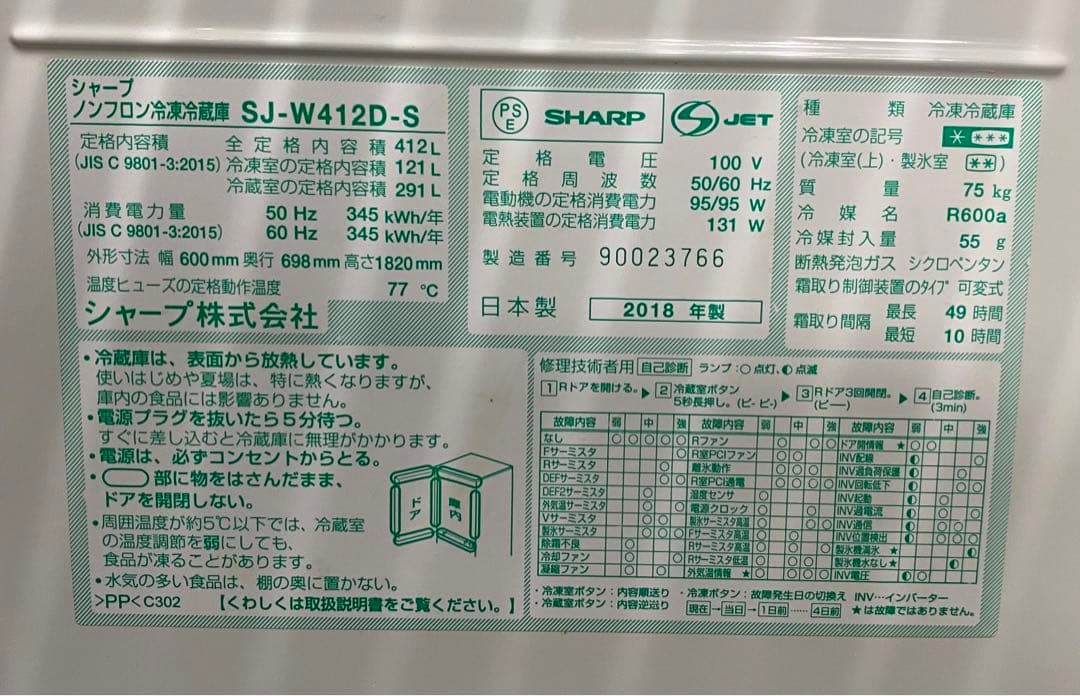 シャープ
ノンフロン冷凍冷蔵庫 SJ-W412D-S
定格内容積 全定格内容積 412L
(JIS C 9801-3:2015) 冷凍室の定格内容積 121L
冷蔵室の定格内容積 291L
消費電力量 50 Hz 345 kWh/年
(JIS C 9801-3:2015) 60 Hz 345 kWh/年
外形寸法 幅 600mm 奥行 698mm 高さ1820mm
温度ヒューズの定格動作温度 77 ℃
シャープ株式会社
PSE SHARP S JET
定格電圧 100 V
定格周波数 50/60 Hz
電動機の定格消費電力 95/95 W
電熱装置の定格消費電力 131 W
製造番号 90023766
日本製 2018 年製
種類 冷凍冷蔵庫
冷凍室の記号 * ***
(冷凍室(上)・製氷室 **)
質量 75 kg
冷媒名 R600a
冷媒封入量 55 g
断熱発泡ガス シクロペンタン
霜取り制御装置のタイプ 可変式
霜取り間隔 最長 49 時間
最短 10 時間
・冷蔵庫は、表面から放熱しています。
使いはじめや夏場は、特に熱くなりますが、
庫内の食品には影響ありません。
・電源プラグを抜いたら5分待つ。
すぐに差し込むと冷蔵庫に無理がかかります。
・電源は、必ずコンセントからとる。
・ 部に物をはさんだまま、
ドアを開閉しない。
・周囲温度が約5℃以下では、冷蔵室
の温度調節を弱にしても、
食品が凍ることがあります。
・水気の多い食品は、棚の奥に置かない。
>PP< C302 【くわしくは取扱説明書をご覧ください。】
ドア 庫内
修理技術者用 自己診断 ランプ:○点灯、◐点滅
1 Rドアを開ける。▶ 2 冷蔵室ボタン 5秒長押し。(ピ- ピ-) ▶ 3 Rドア3回開閉。(ピー) ▶ 4 自己診断。(3min)
故障内容 弱 中 強 故障内容 弱 中 強 故障内容 弱 中 強
なし Rファン ドア開情報 ★
Fサーミスタ R室PCIファン INV配線
Rサーミスタ 離氷動作 INV過負荷保護
DEFサーミスタ R室PCI通電 INV回転低下
DEF2サーミスタ 湿度センサ INV起動
外気温サーミスタ 電源クロック INV過電流
Vサーミスタ 製氷サーミスタ高温 INV通信
製氷サーミスタ Fサーミスタ高温 INV位置検出
除霜不良 Rサーミスタ高温 製氷機満氷 ★
冷却ファン Rサーミスタ低温 製氷機水なし ★
凝縮ファン 外気温情報 ★ INV電圧
・冷凍室ボタン:内容順送り ・冷凍ボタン:故障発生日の切換え INV…インバーター
・冷蔵室ボタン:内容逆送り 現在→当日→1日前……4日前 ★は故障ではありません。